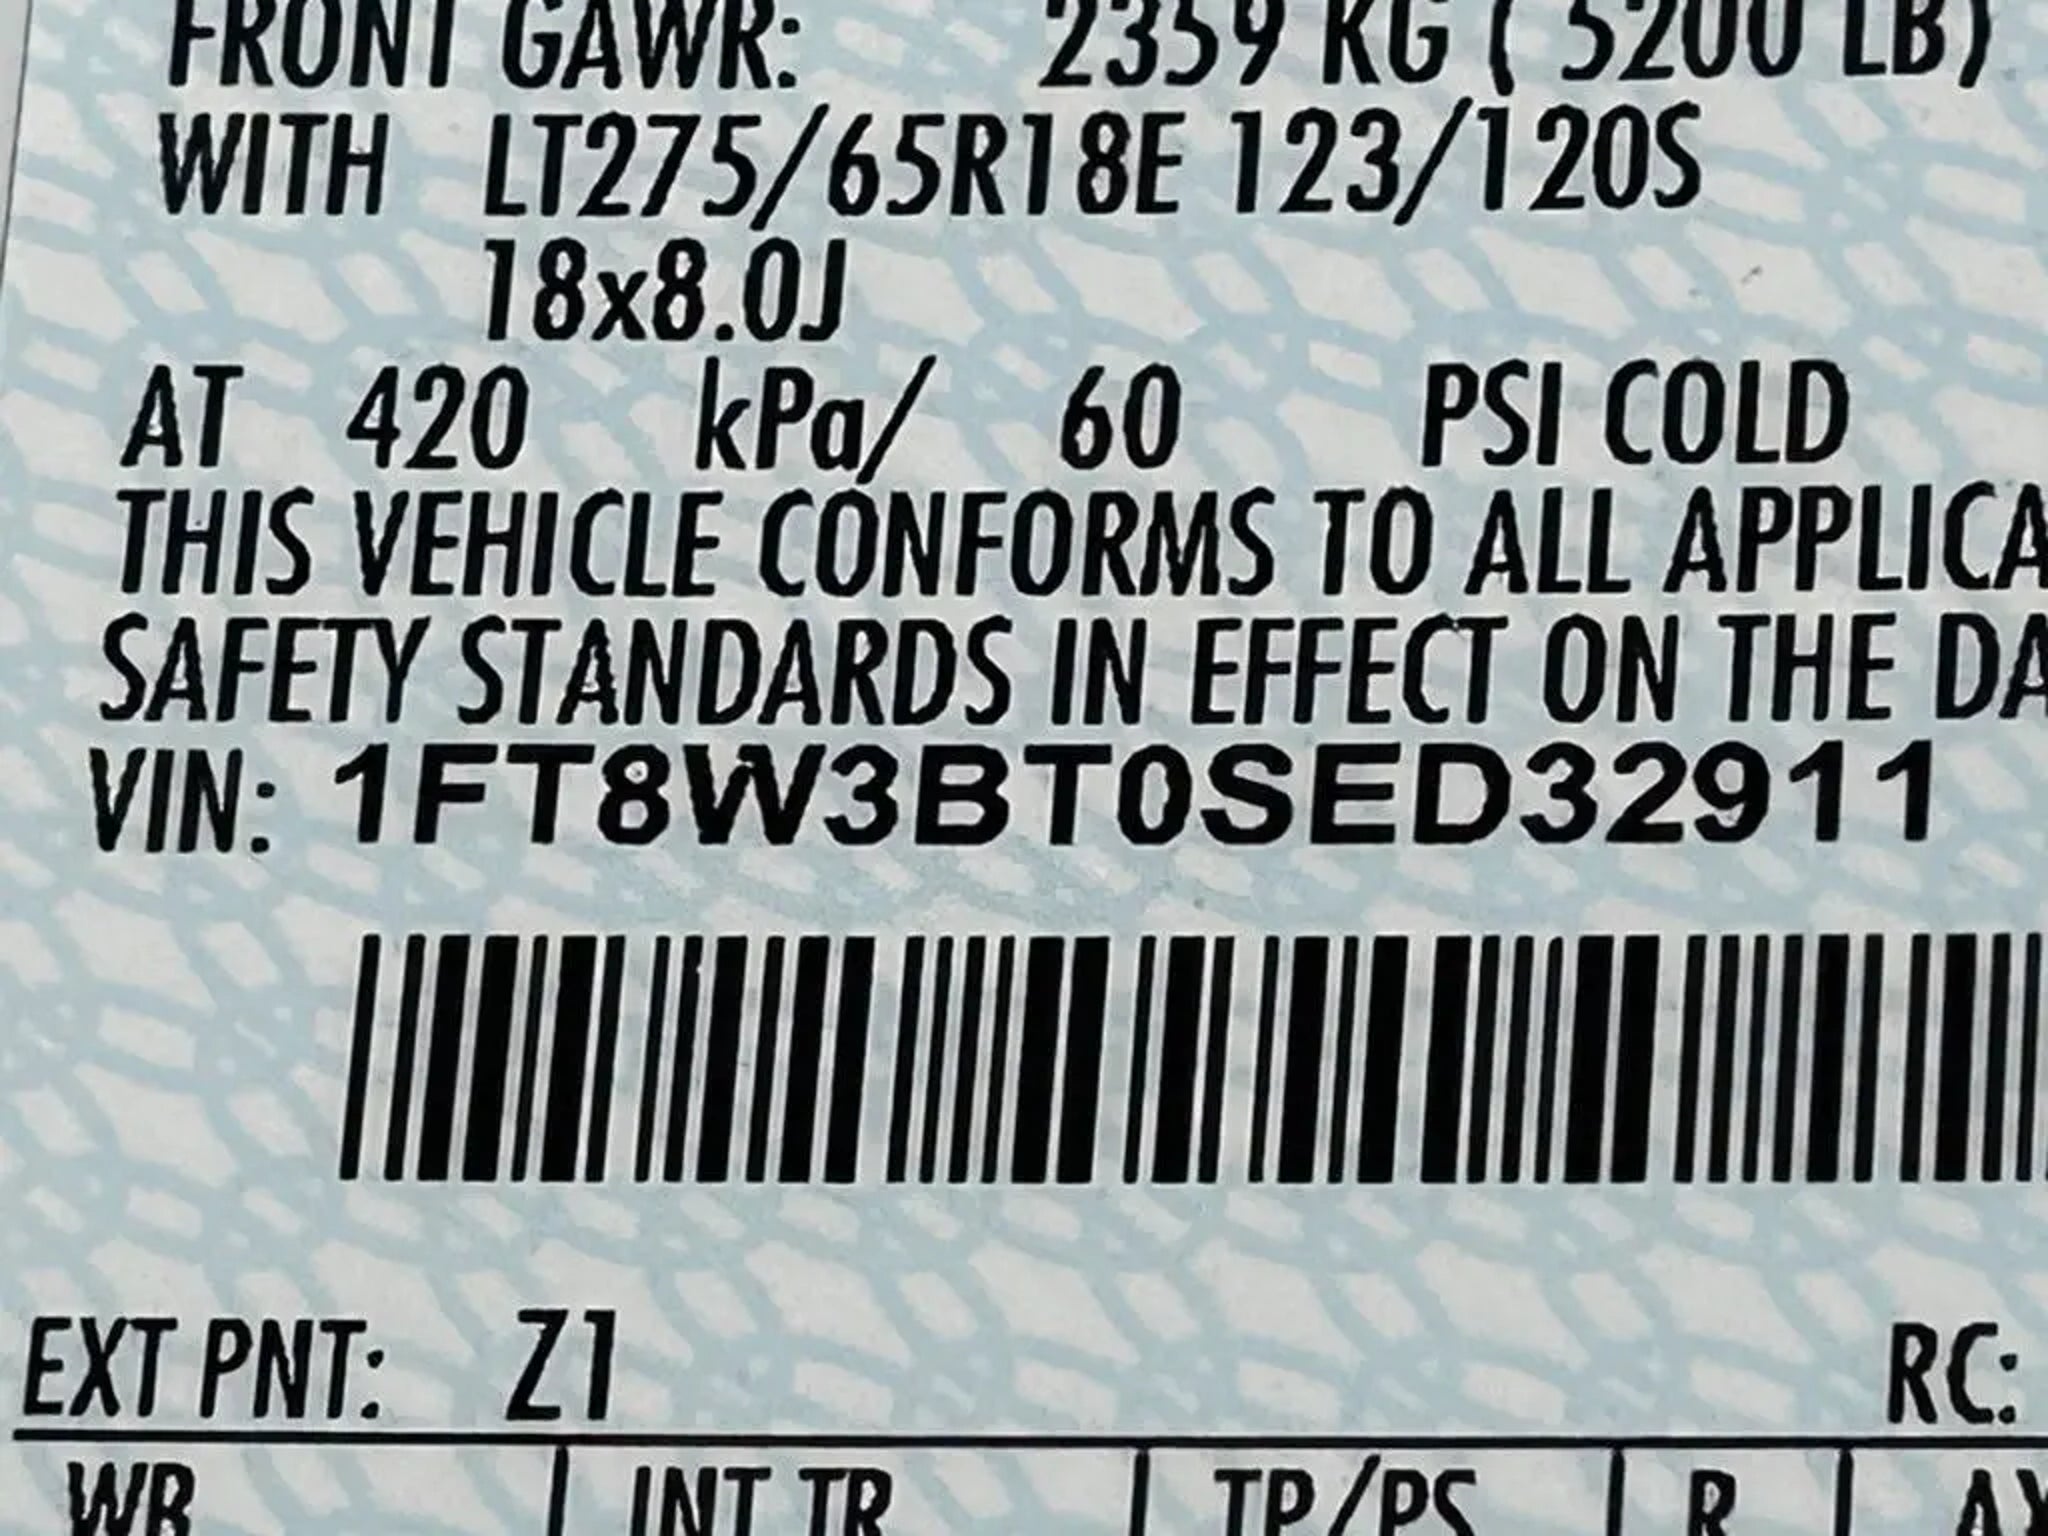 FRONT GAWR: 2359 KG ( 5200 LB)
WITH LT275/65R18E 123/120S
18x8.0J
AT 420 kPa/ 60 PSI COLD
THIS VEHICLE CONFORMS TO ALL APPLICA
SAFETY STANDARDS IN EFFECT ON THE DA
VIN: 1FT8W3BT0SED32911
EXT PNT: Z1 RC:
WB INT TR TP/PS R AX